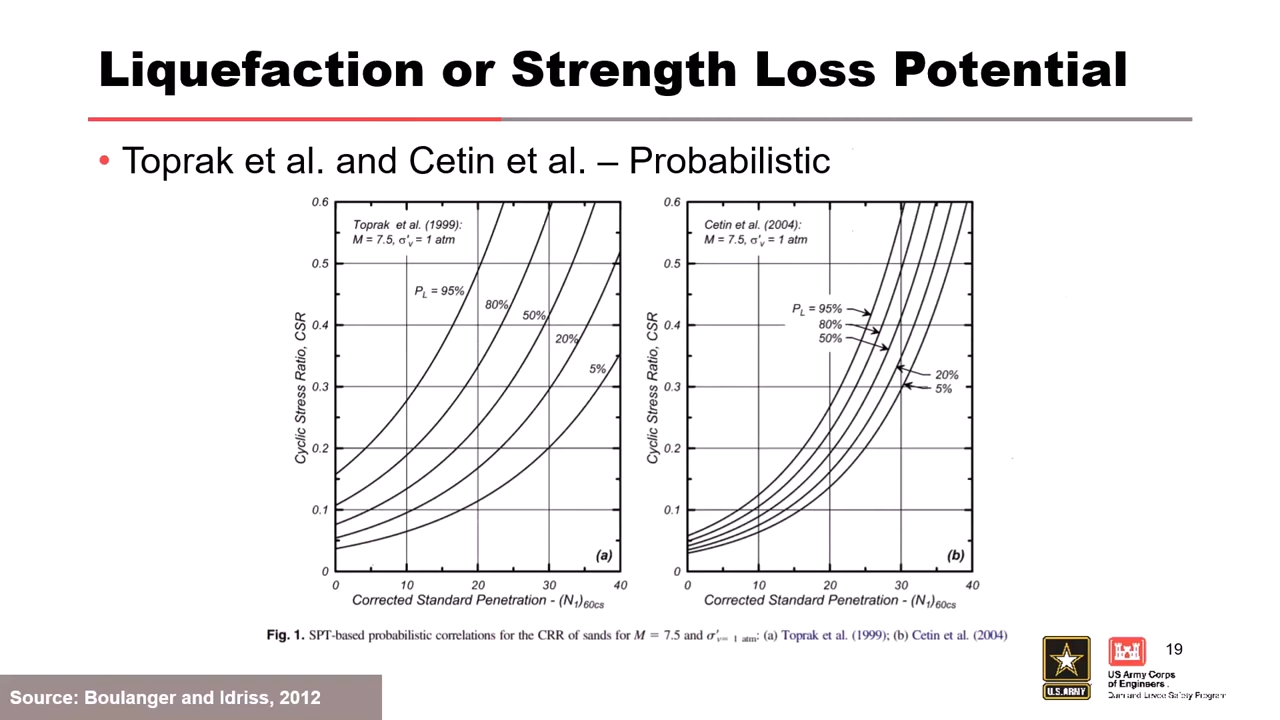 Liquefaction or Strength Loss Potential
• Toprak et al. and Cetin et al. – Probabilistic
Toprak et al. (1999):
M = 7.5, σ'v = 1 atm
PL = 95%
80%
50%
20%
5%
0.6
0.5
0.4
0.3
0.2
0.1
0
Cyclic Stress Ratio, CSR
0 10 20 30 40
(a)
Corrected Standard Penetration - (N1)60cs
Cetin et al. (2004):
M = 7.5, σ'v = 1 atm
PL = 95%
80%
50%
20%
5%
0.6
0.5
0.4
0.3
0.2
0.1
0
Cyclic Stress Ratio, CSR
0 10 20 30 40
(b)
Corrected Standard Penetration - (N1)60cs
Fig. 1. SPT-based probabilistic correlations for the CRR of sands for M = 7.5 and σ'v= 1 atm: (a) Toprak et al. (1999); (b) Cetin et al. (2004)
U.S.ARMY
19
US Army Corps
of Engineers.
Dam and Levee Safety Program
Source: Boulanger and Idriss, 2012